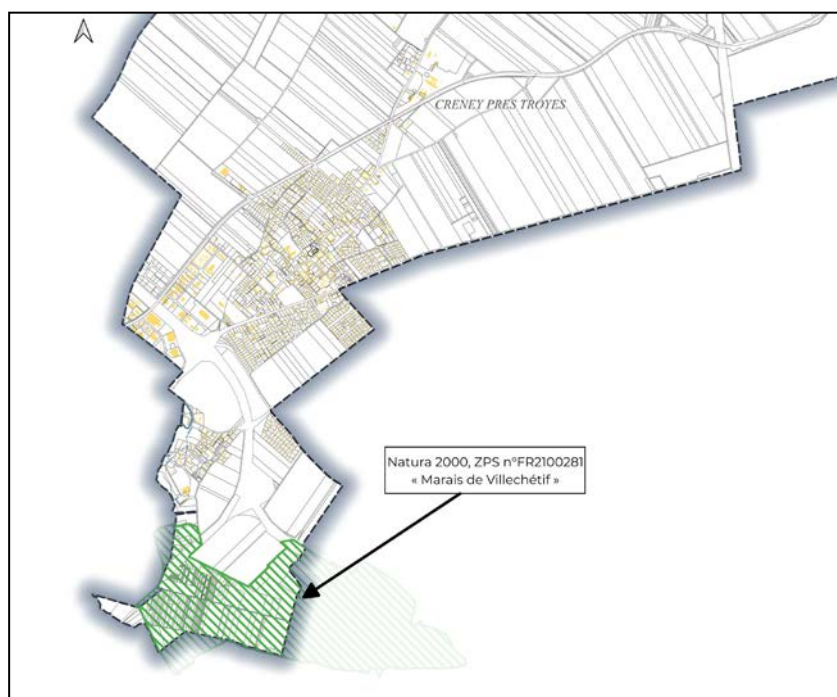 CRENEY PRES TROYES
Natura 2000, ZPS n°FR2100281
« Marais de Villechétif »